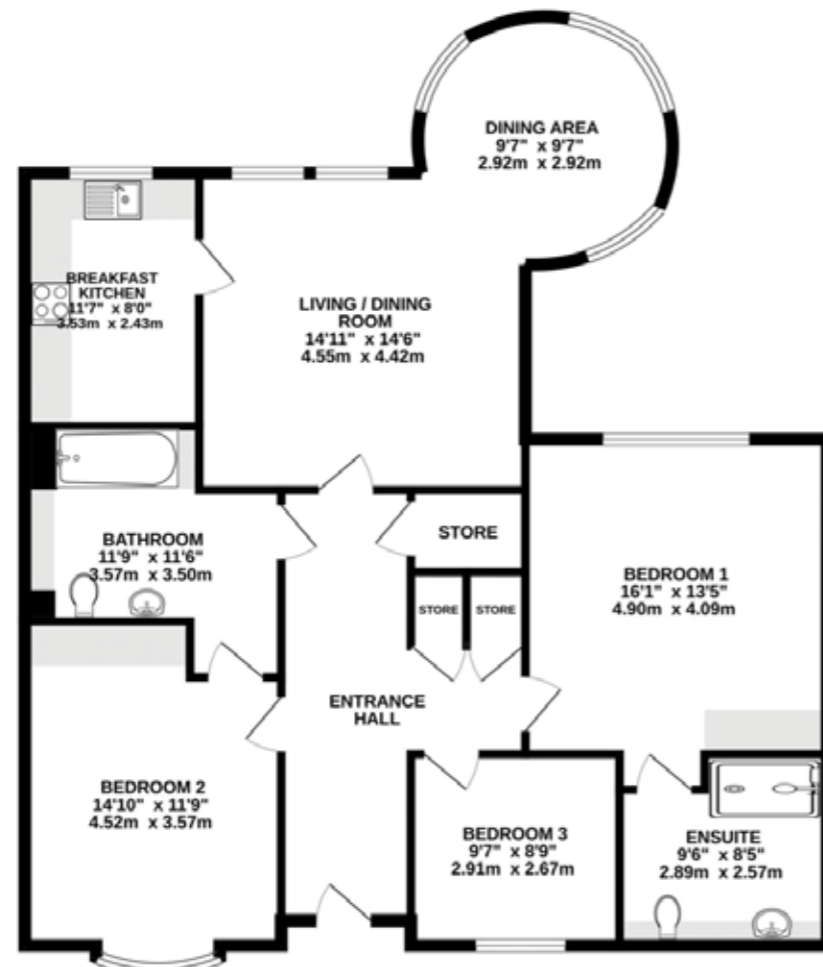 DINING AREA
9'7" x 9'7"
2.92m x 2.92m
BREAKFAST
KITCHEN
11'7" x 8'0"
3.53m x 2.43m
LIVING / DINING
ROOM
14'11" x 14'6"
4.55m x 4.42m
BATHROOM
11'9" x 11'6"
3.57m x 3.50m
STORE
STORE
STORE
BEDROOM 1
16'1" x 13'5"
4.90m x 4.09m
ENTRANCE
HALL
BEDROOM 2
14'10" x 11'9"
4.52m x 3.57m
BEDROOM 3
9'7" x 8'9"
2.91m x 2.67m
ENSUITE
9'6" x 8'5"
2.89m x 2.57m